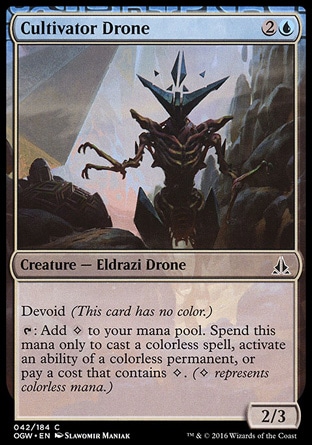 Cultivator Drone 2
Creature — Eldrazi Drone
Devoid (This card has no color.)
: Add to your mana pool. Spend this
mana only to cast a colorless spell, activate
an ability of a colorless permanent, or
pay a cost that contains . ( represents
colorless mana.)
2/3
042/184 C
OGW • EN Slawomir Maniak
™ & © 2016 Wizards of the Coast